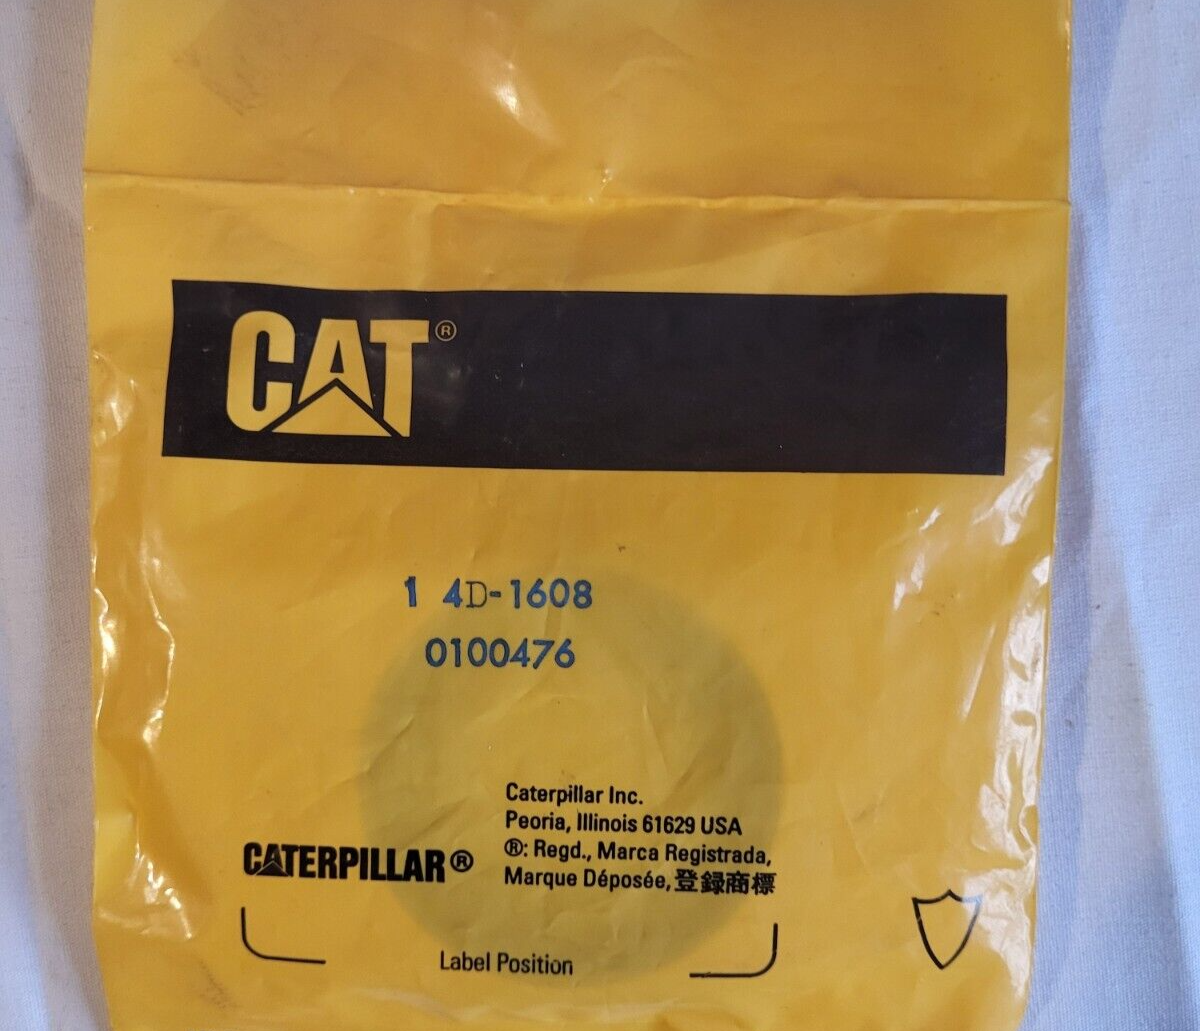 CAT®
1 4D-1608
0100476
Caterpillar Inc.
Peoria, Illinois 61629 USA
®: Regd., Marca Registrada,
Marque Déposée, 登録商標
CATERPILLAR®
Label Position